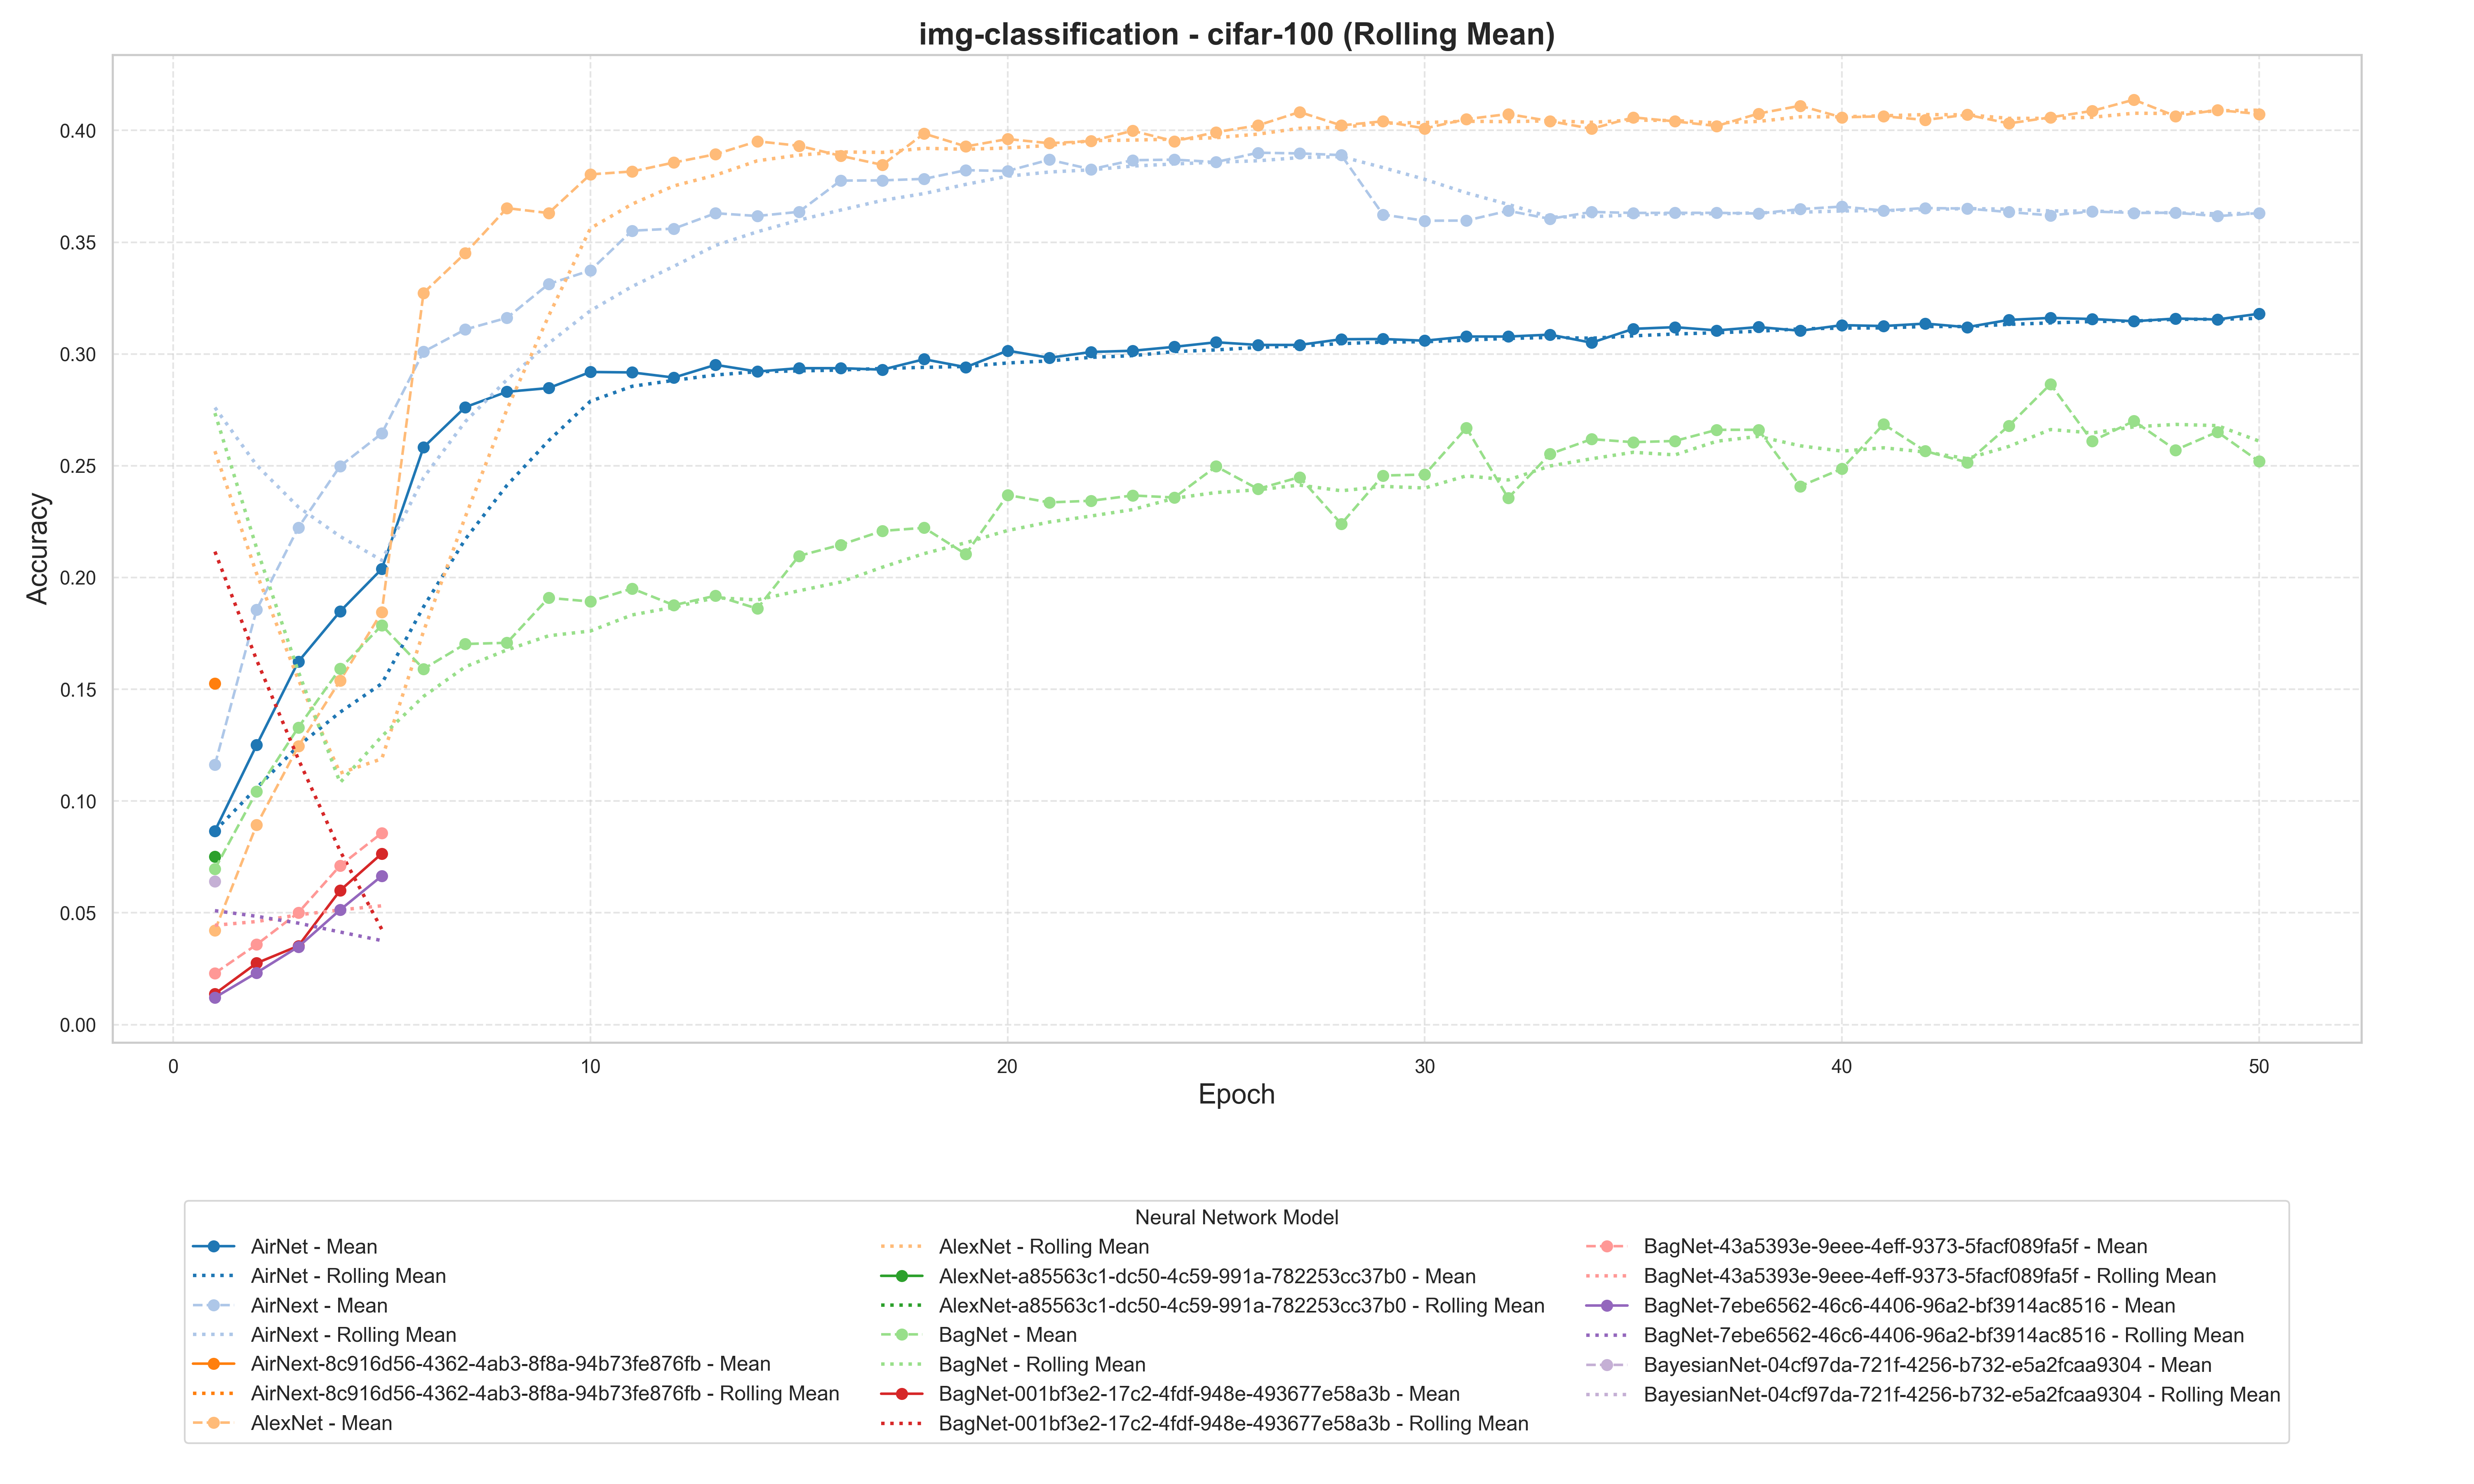 img-classification - cifar-100 (Rolling Mean)
0.40
0.35
0.30
0.25
0.20
0.15
0.10
0.05
0.00
Accuracy
0 10 20 30 40 50
Epoch
Neural Network Model
AirNet - Mean
AirNet - Rolling Mean
AirNext - Mean
AirNext - Rolling Mean
AirNext-8c916d56-4362-4ab3-8f8a-94b73fe876fb - Mean
AirNext-8c916d56-4362-4ab3-8f8a-94b73fe876fb - Rolling Mean
AlexNet - Mean
AlexNet - Rolling Mean
AlexNet-a85563c1-dc50-4c59-991a-782253cc37b0 - Mean
AlexNet-a85563c1-dc50-4c59-991a-782253cc37b0 - Rolling Mean
BagNet - Mean
BagNet - Rolling Mean
BagNet-001bf3e2-17c2-4fdf-948e-493677e58a3b - Mean
BagNet-001bf3e2-17c2-4fdf-948e-493677e58a3b - Rolling Mean
BagNet-43a5393e-9eee-4eff-9373-5facf089fa5f - Mean
BagNet-43a5393e-9eee-4eff-9373-5facf089fa5f - Rolling Mean
BagNet-7ebe6562-46c6-4406-96a2-bf3914ac8516 - Mean
BagNet-7ebe6562-46c6-4406-96a2-bf3914ac8516 - Rolling Mean
BayesianNet-04cf97da-721f-4256-b732-e5a2fcaa9304 - Mean
BayesianNet-04cf97da-721f-4256-b732-e5a2fcaa9304 - Rolling Mean